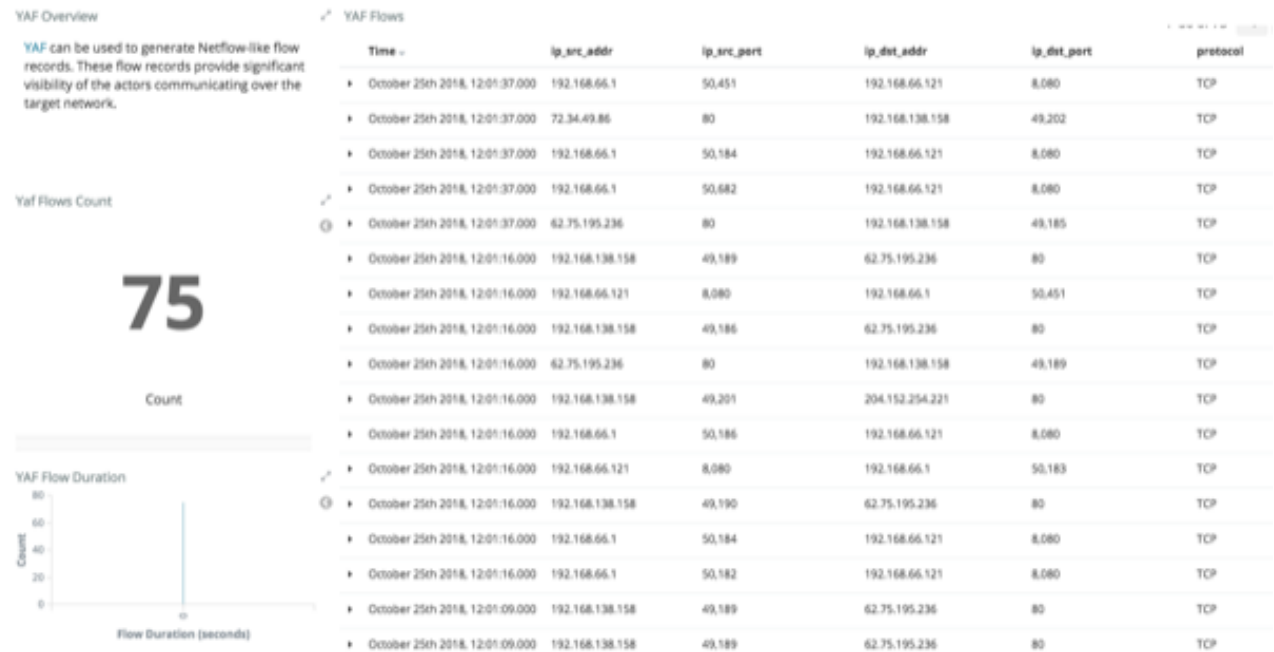 YAF Overview
YAF can be used to generate Netflow-like flow
records. These flow records provide significant
visibility of the actors communicating over the
target network.
Yaf Flows Count
75
Count
YAF Flow Duration
80
60
40
20
0
Count
0
Flow Duration (seconds)
YAF Flows
Time ip_src_addr ip_src_port ip_dst_addr ip_dst_port protocol
October 25th 2018, 12:01:37.000 192.168.66.1 50,451 192.168.66.121 8,080 TCP
October 25th 2018, 12:01:37.000 72.34.49.86 80 192.168.138.158 49,202 TCP
October 25th 2018, 12:01:37.000 192.168.66.1 50,184 192.168.66.121 8,080 TCP
October 25th 2018, 12:01:37.000 192.168.66.1 50,682 192.168.66.121 8,080 TCP
October 25th 2018, 12:01:37.000 62.75.195.236 80 192.168.138.158 49,185 TCP
October 25th 2018, 12:01:16.000 192.168.138.158 49,189 62.75.195.236 80 TCP
October 25th 2018, 12:01:16.000 192.168.66.121 8,080 192.168.66.1 50,451 TCP
October 25th 2018, 12:01:16.000 192.168.138.158 49,186 62.75.195.236 80 TCP
October 25th 2018, 12:01:16.000 62.75.195.236 80 192.168.138.158 49,189 TCP
October 25th 2018, 12:01:16.000 192.168.138.158 49,201 204.152.254.221 80 TCP
October 25th 2018, 12:01:16.000 192.168.66.1 50,186 192.168.66.121 8,080 TCP
October 25th 2018, 12:01:16.000 192.168.66.121 8,080 192.168.66.1 50,183 TCP
October 25th 2018, 12:01:16.000 192.168.138.158 49,190 62.75.195.236 80 TCP
October 25th 2018, 12:01:16.000 192.168.66.1 50,184 192.168.66.121 8,080 TCP
October 25th 2018, 12:01:16.000 192.168.66.1 50,182 192.168.66.121 8,080 TCP
October 25th 2018, 12:01:09.000 192.168.138.158 49,189 62.75.195.236 80 TCP
October 25th 2018, 12:01:09.000 192.168.138.158 49,189 62.75.195.236 80 TCP